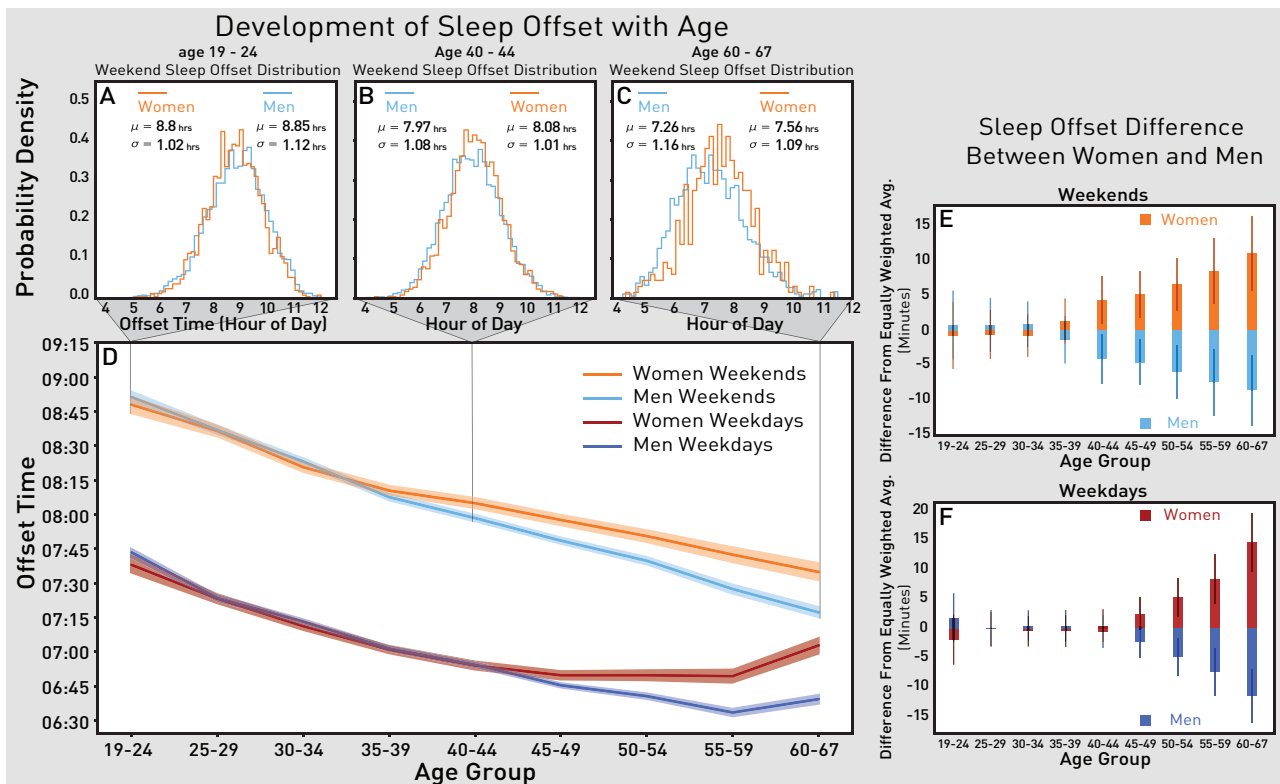 Development of Sleep Offset with Age
age 19 - 24
Weekend Sleep Offset Distribution
Age 40 - 44
Weekend Sleep Offset Distribution
Age 60 - 67
Weekend Sleep Offset Distribution
Probability Density
0.5
0.4
0.3
0.2
0.1
0.0
A
Women
μ = 8.8 hrs
σ = 1.02 hrs
Men
μ = 8.85 hrs
σ = 1.12 hrs
4 5 6 7 8 9 10 11 12
Offset Time (Hour of Day)
B
Men
μ = 7.97 hrs
σ = 1.08 hrs
Women
μ = 8.08 hrs
σ = 1.01 hrs
4 5 6 7 8 9 10 11 12
Hour of Day
C
Men
μ = 7.26 hrs
σ = 1.16 hrs
Women
μ = 7.56 hrs
σ = 1.09 hrs
4 5 6 7 8 9 10 11 12
Hour of Day
D
Offset Time
09:15
09:00
08:45
08:30
08:15
08:00
07:45
07:30
07:15
07:00
06:45
06:30
Women Weekends
Men Weekends
Women Weekdays
Men Weekdays
19-24 25-29 30-34 35-39 40-44 45-49 50-54 55-59 60-67
Age Group
Sleep Offset Difference
Between Women and Men
Weekends
E
Difference From Equally Weighted Avg.
(Minutes)
15
10
5
0
-5
-10
-15
Women
Men
19-24 25-29 30-34 35-39 40-44 45-49 50-54 55-59 60-67
Age Group
Weekdays
F
Difference From Equally Weighted Avg.
(Minutes)
20
15
10
5
0
-5
-10
-15
Women
Men
19-24 25-29 30-34 35-39 40-44 45-49 50-54 55-59 60-67
Age Group